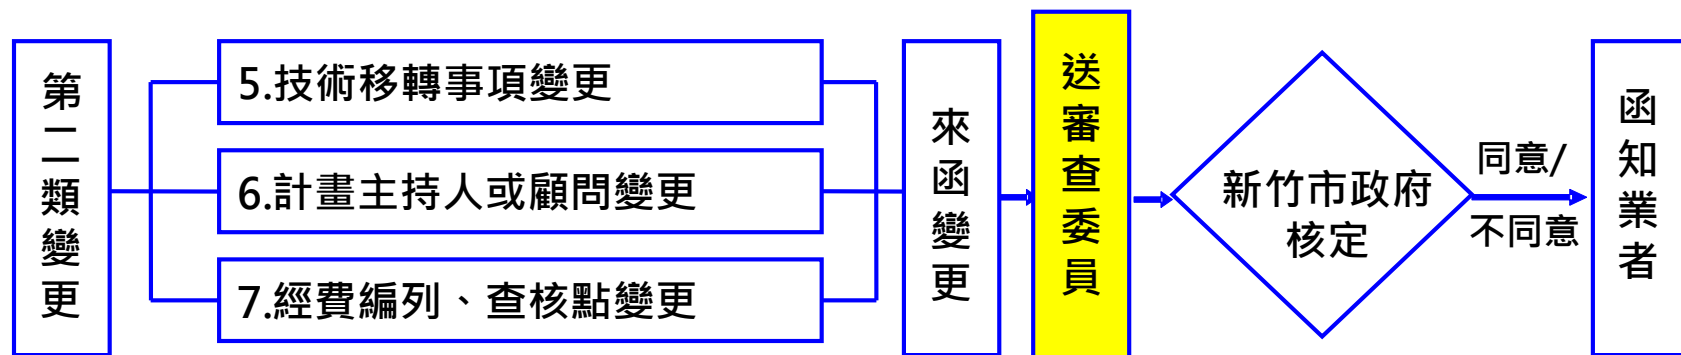 第二類變更
5.技術移轉事項變更
6.計畫主持人或顧問變更
7.經費編列、查核點變更
來函變更
送審查委員
新竹市政府
核定
同意/
不同意
函知業者